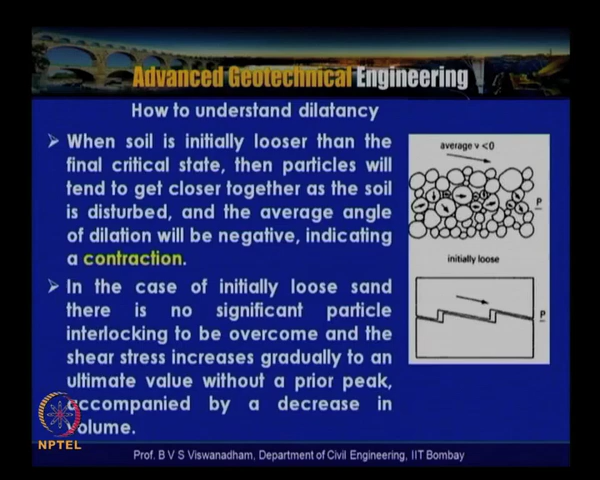 Advanced Geotechnical Engineering
How to understand dilatancy
When soil is initially looser than the
final critical state, then particles will
tend to get closer together as the soil
is disturbed, and the average angle
of dilation will be negative, indicating
a contraction.
In the case of initially loose sand
there is no significant particle
interlocking to be overcome and the
shear stress increases gradually to an
ultimate value without a prior peak,
accompanied by a decrease in
volume.
average ν <0
P
initially loose
P
NPTEL
Prof. B V S Viswanadham, Department of Civil Engineering, IIT Bombay